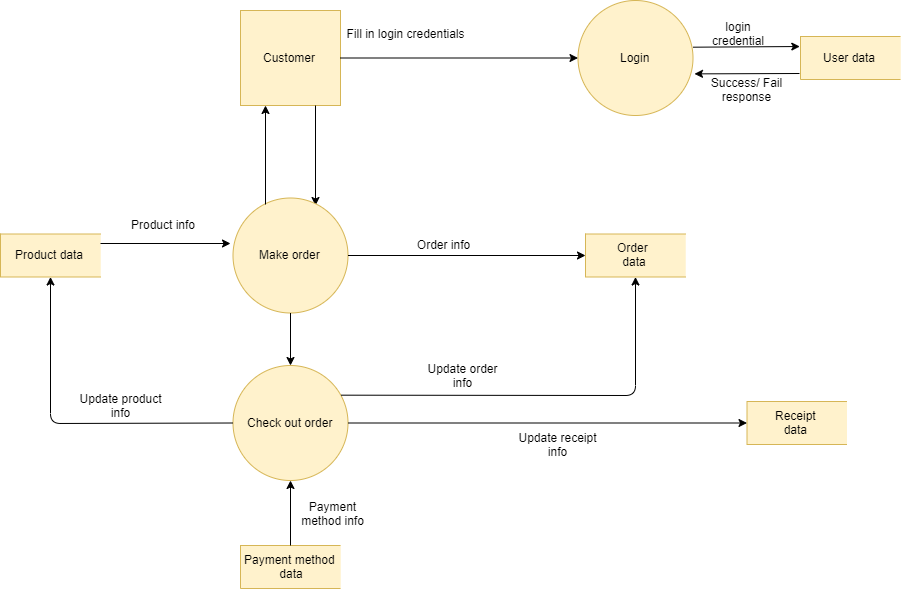 Fill in login credentials
login
credential
Customer
Login
User data
Success/ Fail
response
Product info
Order info
Product data
Make order
Order
data
Update order
info
Update product
info
Check out order
Receipt
data
Update receipt
info
Payment
method info
Payment method
data